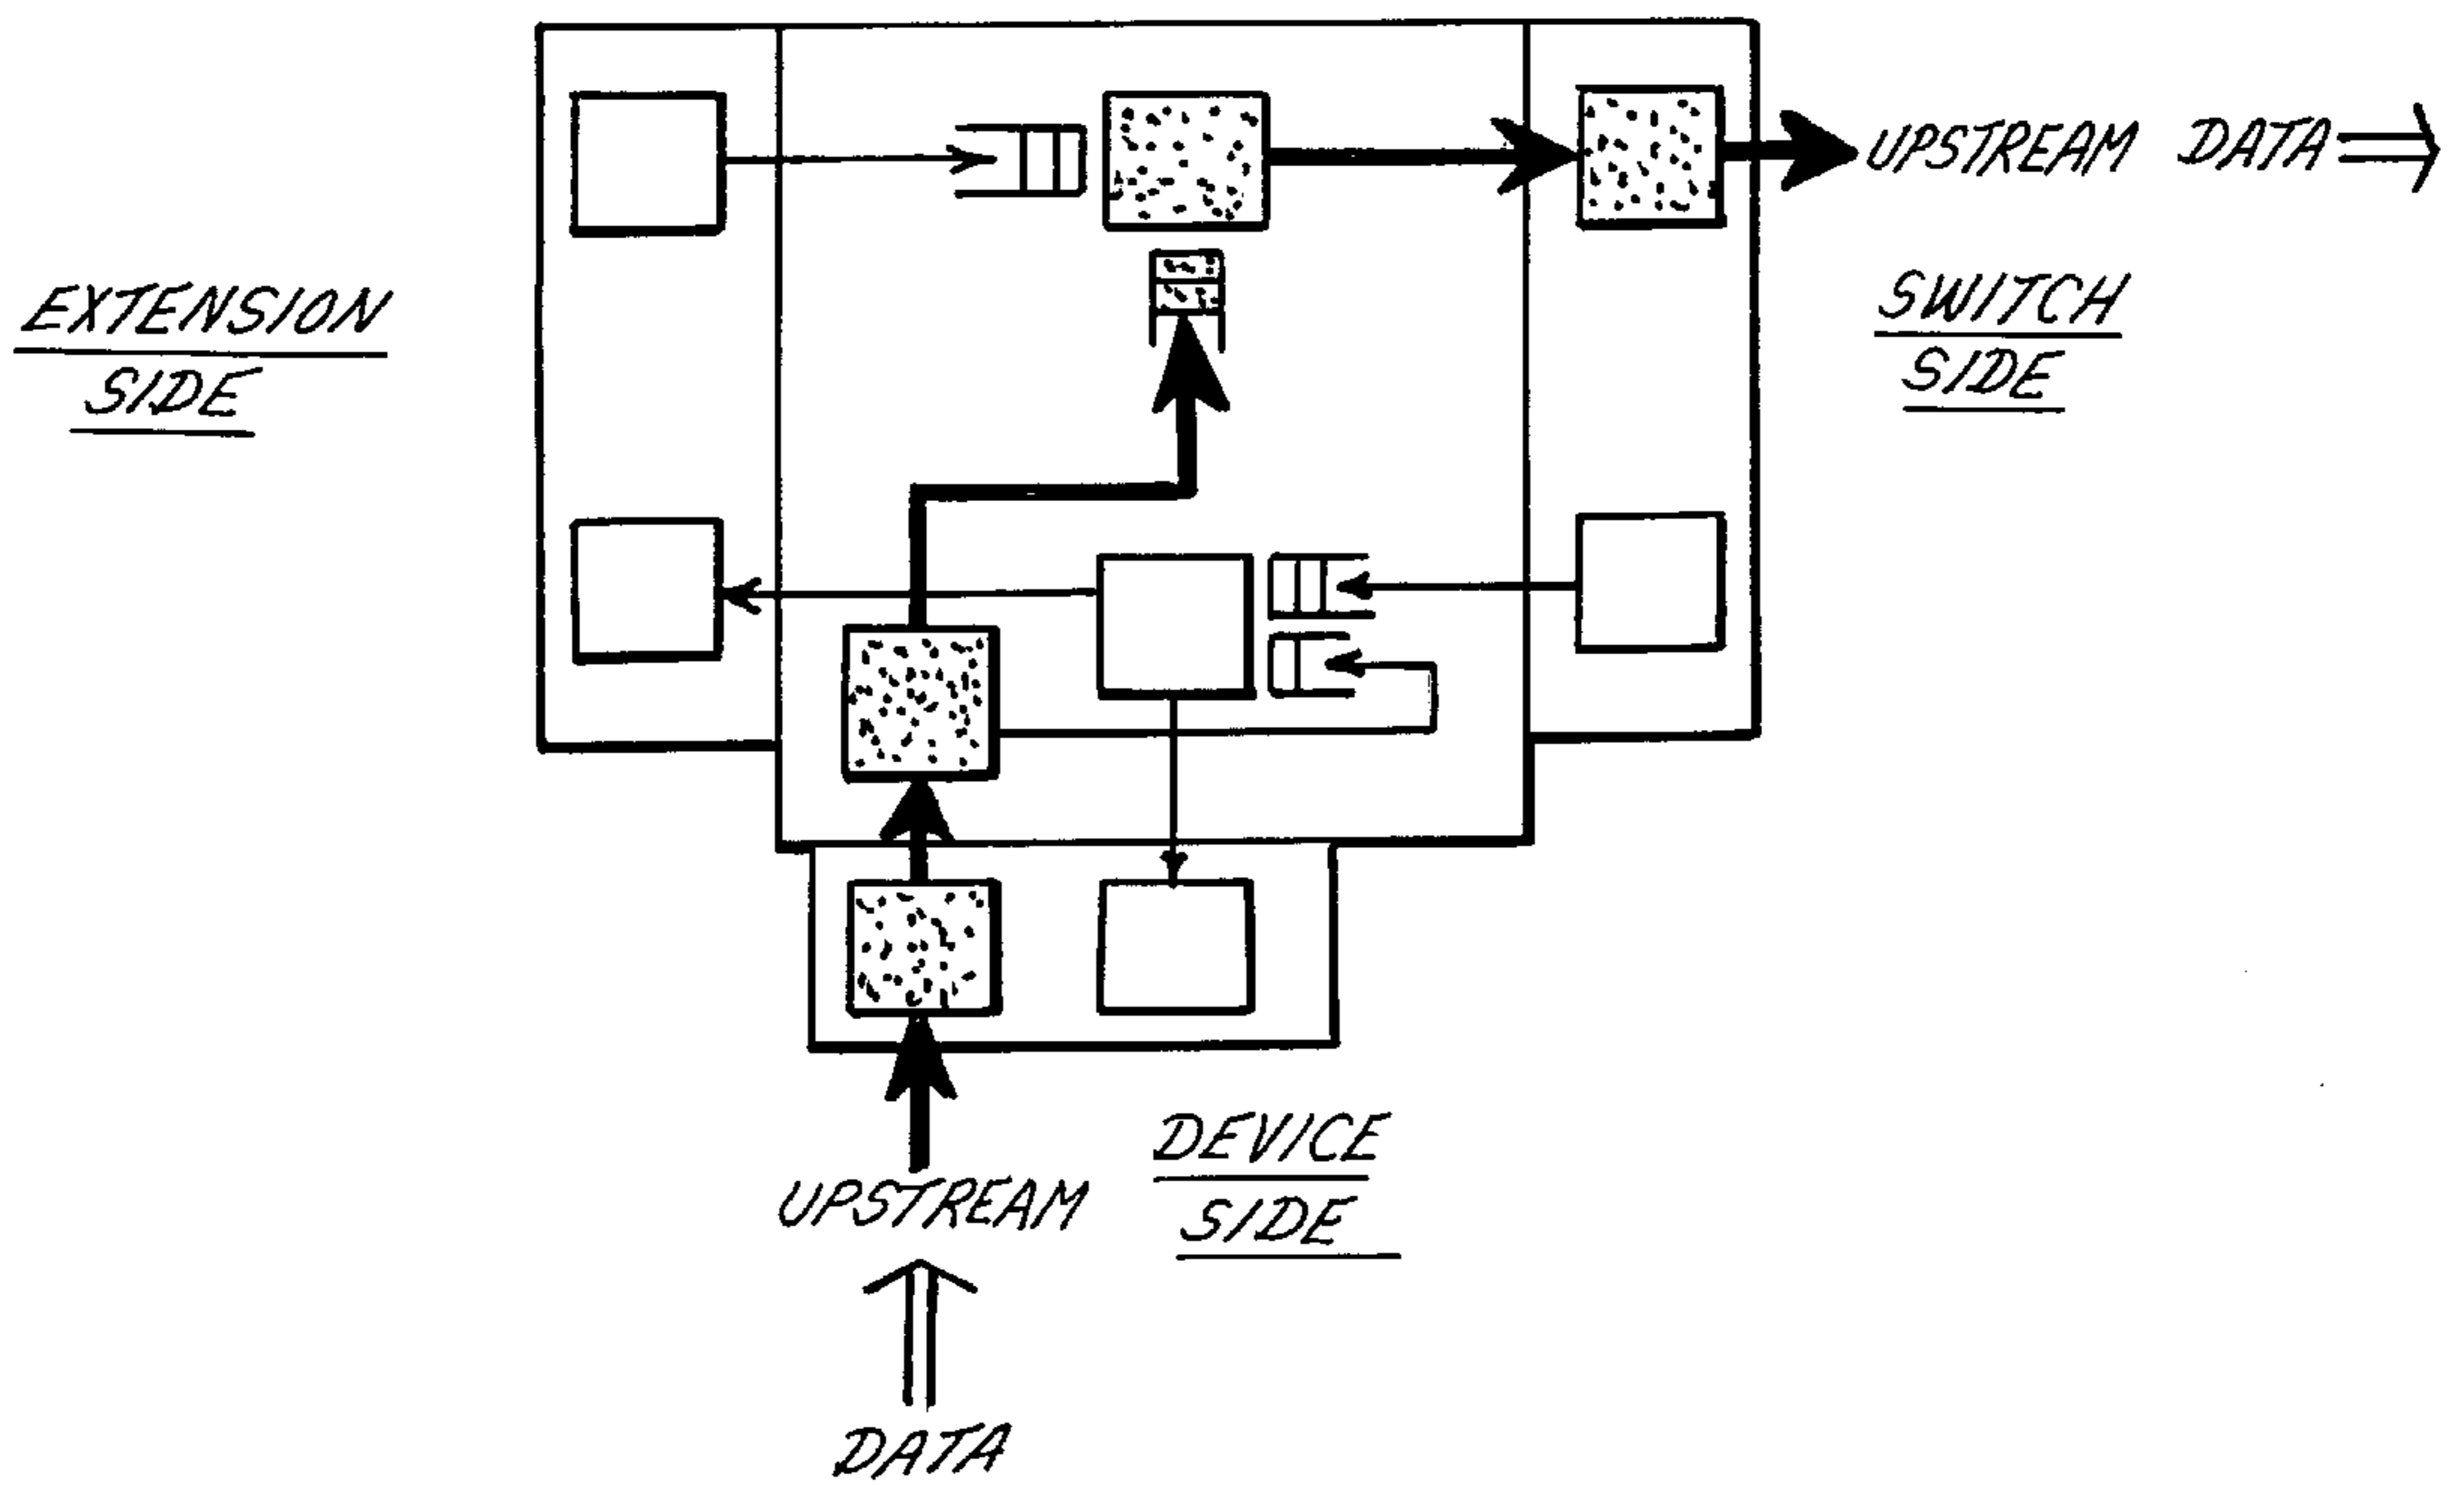 UPSTREAM DATA
EXTENSION
SIDE
SWITCH
SIDE
DEVICE
SIDE
UPSTREAM
DATA